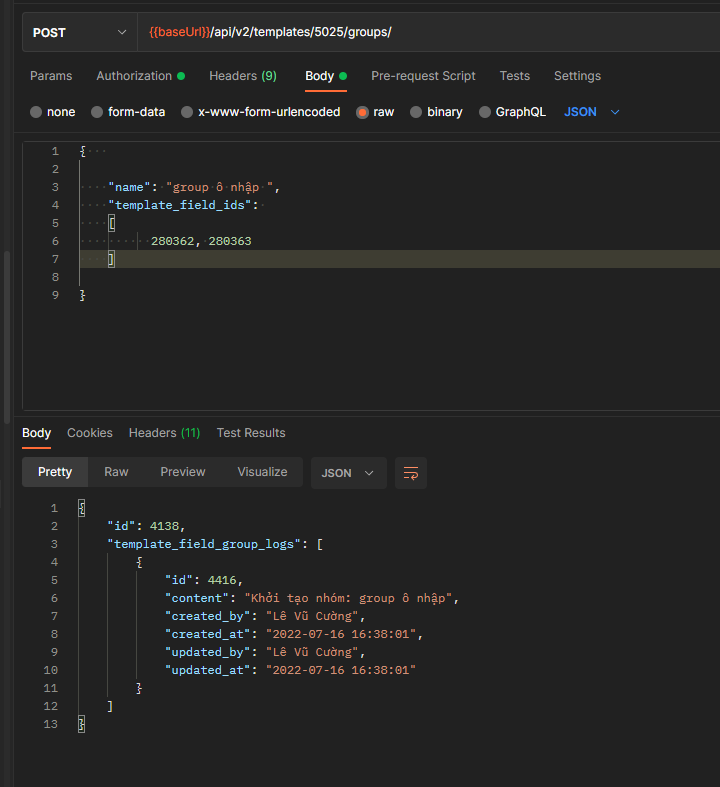 POST {{baseUrl}}/api/v2/templates/5025/groups/
Params Authorization Headers (9) Body Pre-request Script Tests Settings
none form-data x-www-form-urlencoded raw binary GraphQL JSON
1 {
2
3 "name": "group ô nhập ",
4 "template_field_ids":
5 [
6 280362, 280363
7 ]
8
9 }
Body Cookies Headers (11) Test Results
Pretty Raw Preview Visualize JSON
1 {
2 "id": 4138,
3 "template_field_group_logs": [
4 {
5 "id": 4416,
6 "content": "Khởi tạo nhóm: group ô nhập",
7 "created_by": "Lê Vũ Cường",
8 "created_at": "2022-07-16 16:38:01",
9 "updated_by": "Lê Vũ Cường",
10 "updated_at": "2022-07-16 16:38:01"
11 }
12 ]
13 }